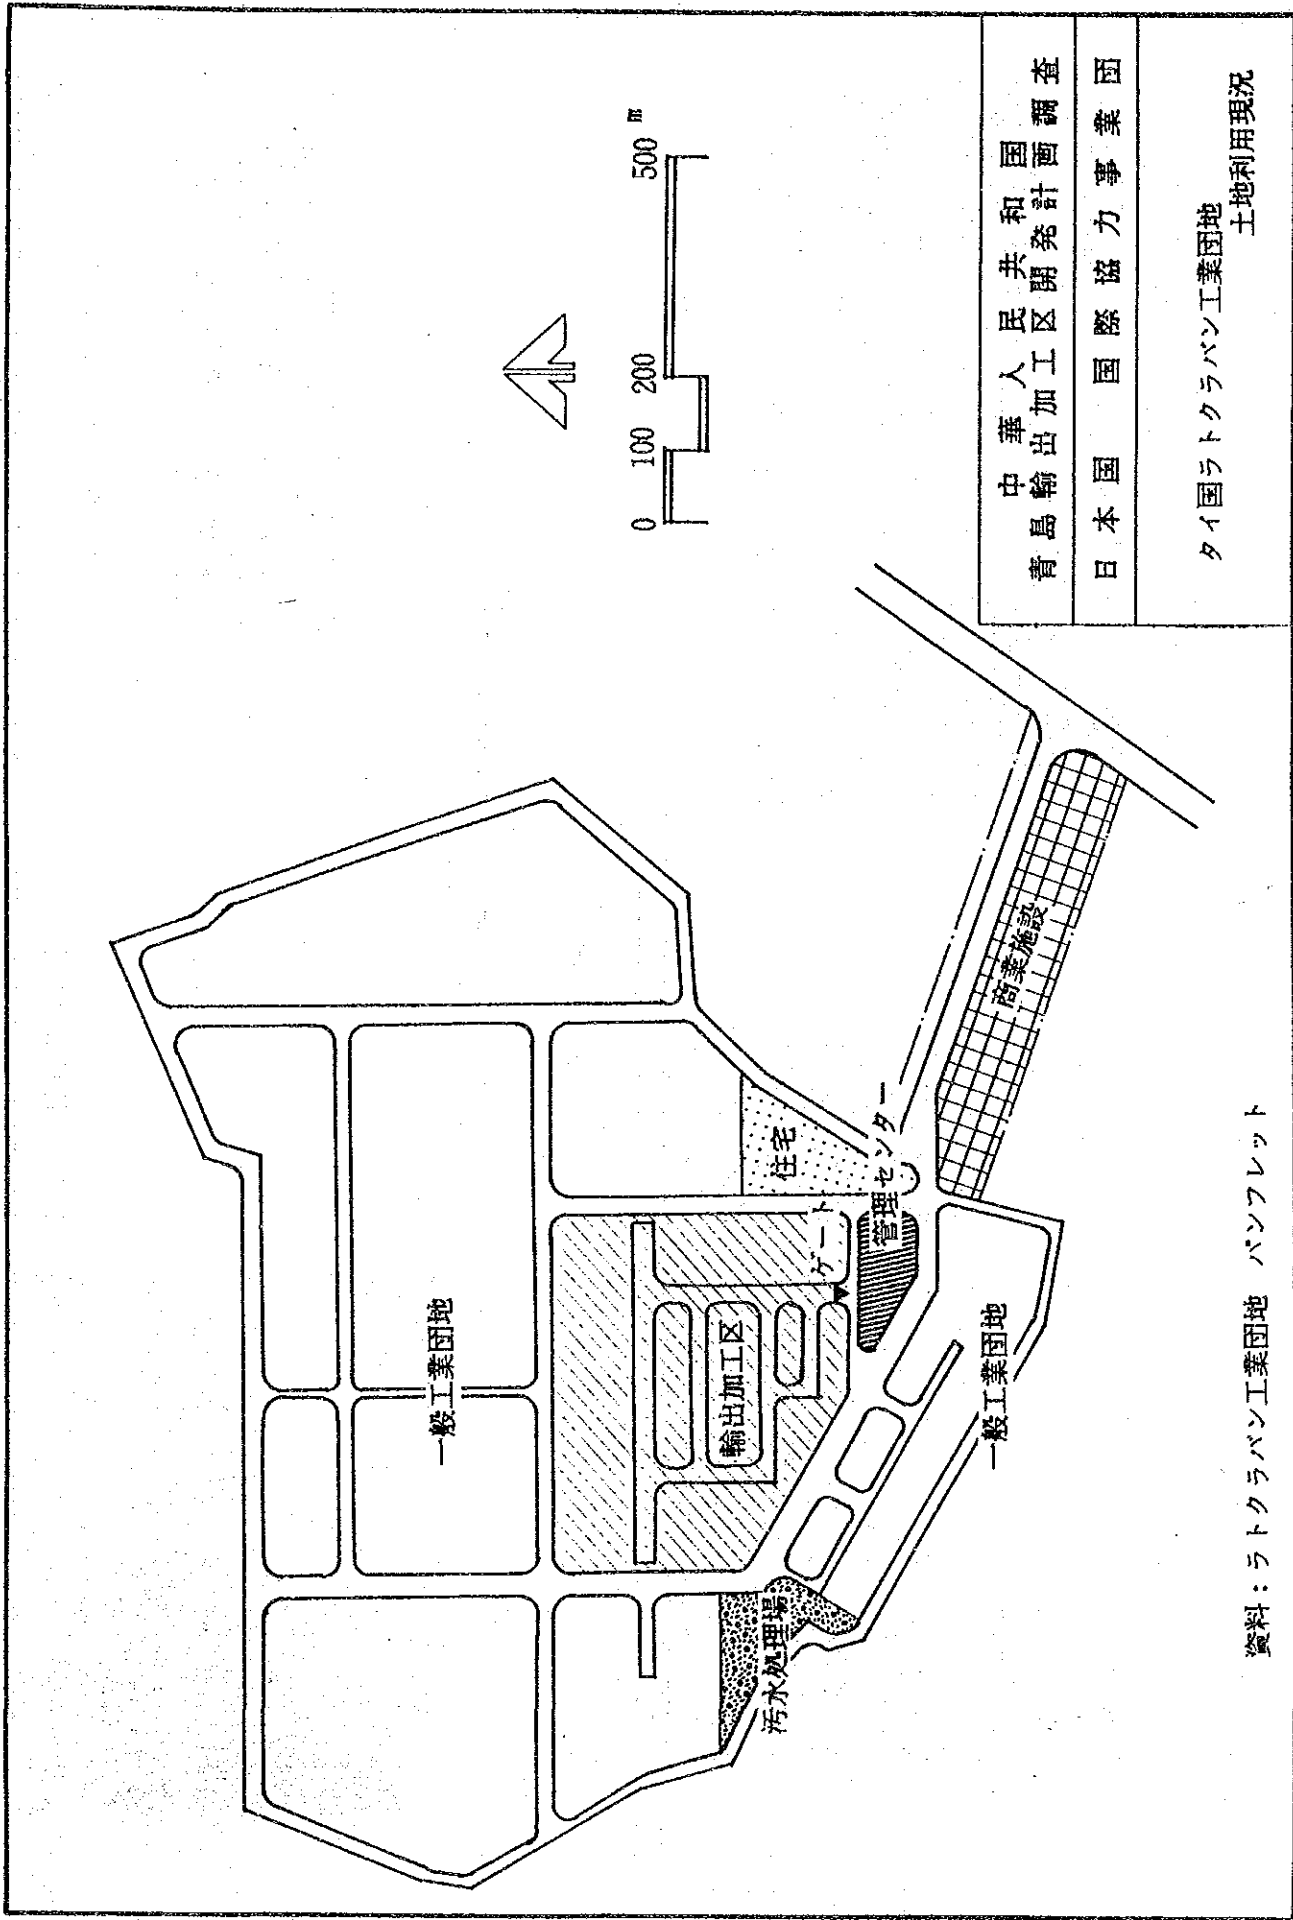 0 100 200 500 m
一般工業団地
輸出加工区
住宅
ゲート
管理センター
商業施設
汚水処理場
一般工業団地
資料：ラトクラバン工業団地 パンフレット
中華人民共和国
青島輸出加工区開発計画調査
日本国 国際協力事業団
タイ国ラトクラバン工業団地
土地利用現況